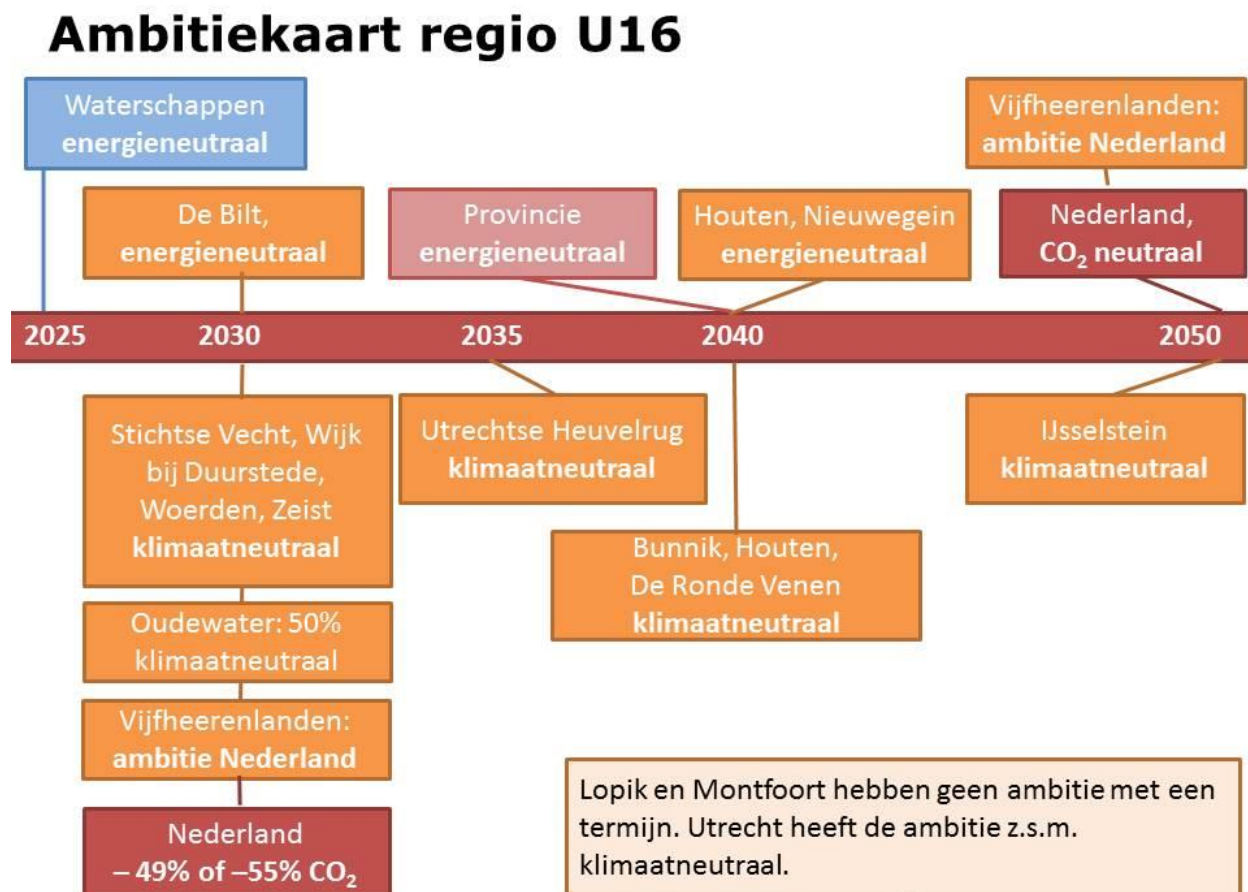 Ambitiekaart regio U16
Waterschappen
energieneutraal
Vijfheerenlanden:
ambitie Nederland
De Bilt,
energieneutraal
Provincie
energieneutraal
Houten, Nieuwegein
energieneutraal
Nederland,
CO₂ neutraal
2025 2030 2035 2040 2050
Stichtse Vecht, Wijk
bij Duurstede,
Woerden, Zeist
klimaatneutraal
Utrechtse Heuvelrug
klimaatneutraal
IJsselstein
klimaatneutraal
Bunnik, Houten,
De Ronde Venen
klimaatneutraal
Oudewater: 50%
klimaatneutraal
Vijfheerenlanden:
ambitie Nederland
Nederland
– 49% of –55% CO₂
Lopik en Montfoort hebben geen ambitie met een
termijn. Utrecht heeft de ambitie z.s.m.
klimaatneutraal.